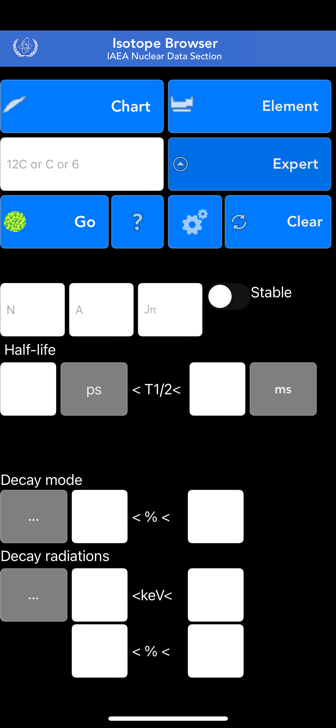 Isotope Browser
IAEA Nuclear Data Section
Chart
Element
12C or C or 6
Expert
Go
?
Clear
N
A
Jπ
Stable
Half-life
ps
< T1/2<
ms
Decay mode
...
< % <
Decay radiations
...
<keV<
< % <